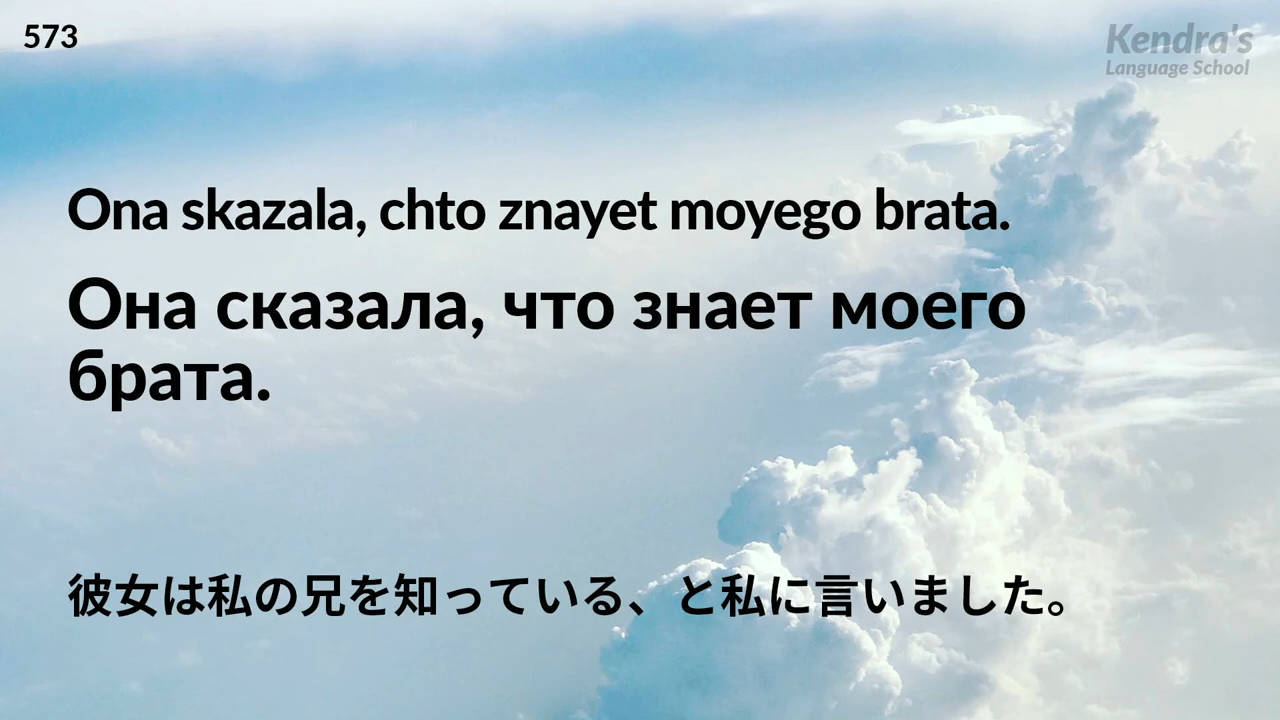 573
Kendra's
Language School
Ona skazala, chto znayet moyego brata.
Она сказала, что знает моего
брата.
彼女は私の兄を知っている、と私に言いました。